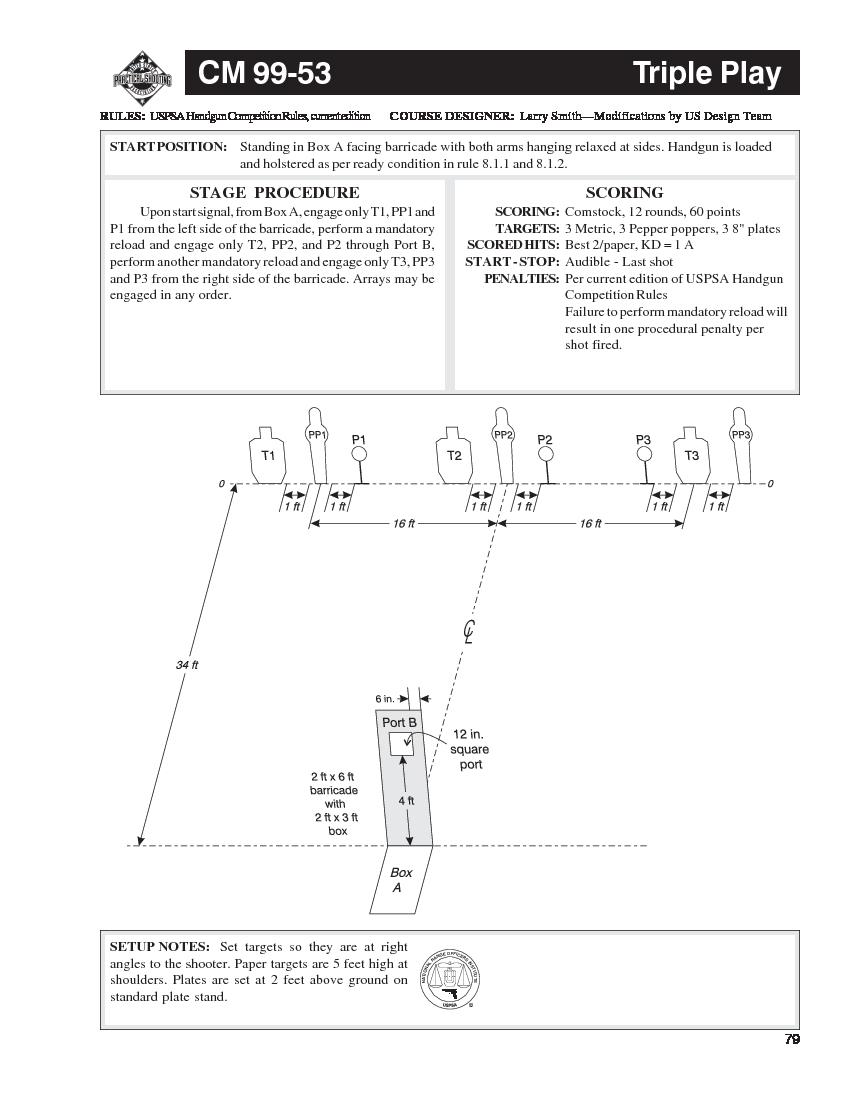 PRACTICAL SHOOTING
CM 99-53 Triple Play
RULES: USPSA Handgun Competition Rules, current edition COURSE DESIGNER: Larry Smith—Modifications by US Design Team
START POSITION: Standing in Box A facing barricade with both arms hanging relaxed at sides. Handgun is loaded
and holstered as per ready condition in rule 8.1.1 and 8.1.2.
STAGE PROCEDURE
Upon start signal, from Box A, engage only T1, PP1 and
P1 from the left side of the barricade, perform a mandatory
reload and engage only T2, PP2, and P2 through Port B,
perform another mandatory reload and engage only T3, PP3
and P3 from the right side of the barricade. Arrays may be
engaged in any order.
SCORING
SCORING: Comstock, 12 rounds, 60 points
TARGETS: 3 Metric, 3 Pepper poppers, 3 8" plates
SCORED HITS: Best 2/paper, KD = 1 A
START - STOP: Audible - Last shot
PENALTIES: Per current edition of USPSA Handgun
Competition Rules
Failure to perform mandatory reload will
result in one procedural penalty per
shot fired.
T1 PP1 P1 T2 PP2 P2 P3 T3 PP3
0 0
1 ft 1 ft 1 ft 1 ft 1 ft 1 ft
16 ft 16 ft
CL
34 ft
6 in.
Port B
12 in.
square
port
2 ft x 6 ft
barricade
with
2 ft x 3 ft
box
4 ft
Box
A
SETUP NOTES: Set targets so they are at right
angles to the shooter. Paper targets are 5 feet high at
shoulders. Plates are set at 2 feet above ground on
standard plate stand.
NATIONAL RANGE OFFICERS INSTITUTE
USPSA
79